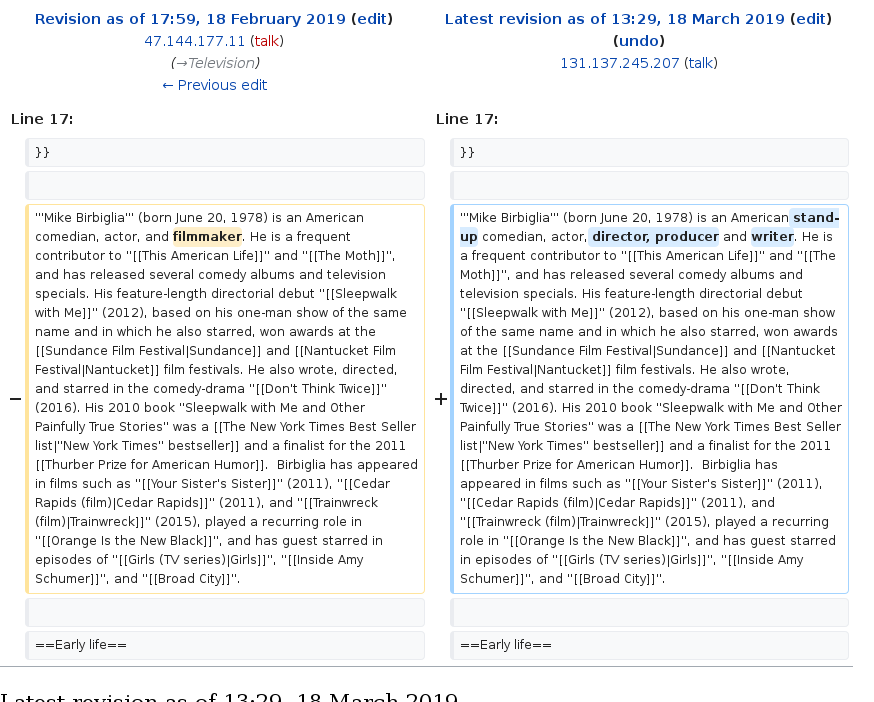 Revision as of 17:59, 18 February 2019 (edit)
47.144.177.11 (talk)
(→Television)
← Previous edit
Latest revision as of 13:29, 18 March 2019 (edit)
(undo)
131.137.245.207 (talk)
Line 17:
Line 17:
}}
}}
−
'''Mike Birbiglia''' (born June 20, 1978) is an American
comedian, actor, and filmmaker. He is a frequent
contributor to ''[[This American Life]]'' and ''[[The Moth]]'',
and has released several comedy albums and television
specials. His feature-length directorial debut ''[[Sleepwalk
with Me]]'' (2012), based on his one-man show of the same
name and in which he also starred, won awards at the
[[Sundance Film Festival|Sundance]] and [[Nantucket Film
Festival|Nantucket]] film festivals. He also wrote, directed,
and starred in the comedy-drama ''[[Don't Think Twice]]''
(2016). His 2010 book ''Sleepwalk with Me and Other
Painfully True Stories'' was a [[The New York Times Best Seller
list|''New York Times'' bestseller]] and a finalist for the 2011
[[Thurber Prize for American Humor]].  Birbiglia has appeared
in films such as ''[[Your Sister's Sister]]'' (2011), ''[[Cedar
Rapids (film)|Cedar Rapids]]'' (2011), and ''[[Trainwreck
(film)|Trainwreck]]'' (2015), played a recurring role in
''[[Orange Is the New Black]]'', and has guest starred in
episodes of ''[[Girls (TV series)|Girls]]'', ''[[Inside Amy
Schumer]]'', and ''[[Broad City]]''.
+
'''Mike Birbiglia''' (born June 20, 1978) is an American stand-
up comedian, actor, director, producer and writer. He is
a frequent contributor to ''[[This American Life]]'' and ''[[The
Moth]]'', and has released several comedy albums and
television specials. His feature-length directorial debut
''[[Sleepwalk with Me]]'' (2012), based on his one-man show
of the same name and in which he also starred, won awards
at the [[Sundance Film Festival|Sundance]] and [[Nantucket
Film Festival|Nantucket]] film festivals. He also wrote,
directed, and starred in the comedy-drama ''[[Don't Think
Twice]]'' (2016). His 2010 book ''Sleepwalk with Me and Other
Painfully True Stories'' was a [[The New York Times Best Seller
list|''New York Times'' bestseller]] and a finalist for the 2011
[[Thurber Prize for American Humor]].  Birbiglia has
appeared in films such as ''[[Your Sister's Sister]]'' (2011),
''[[Cedar Rapids (film)|Cedar Rapids]]'' (2011), and
''[[Trainwreck (film)|Trainwreck]]'' (2015), played a recurring
role in ''[[Orange Is the New Black]]'', and has guest starred
in episodes of ''[[Girls (TV series)|Girls]]'', ''[[Inside Amy
Schumer]]'', and ''[[Broad City]]''.
==Early life==
==Early life==
Latest revision as of 13:29, 18 March 2019